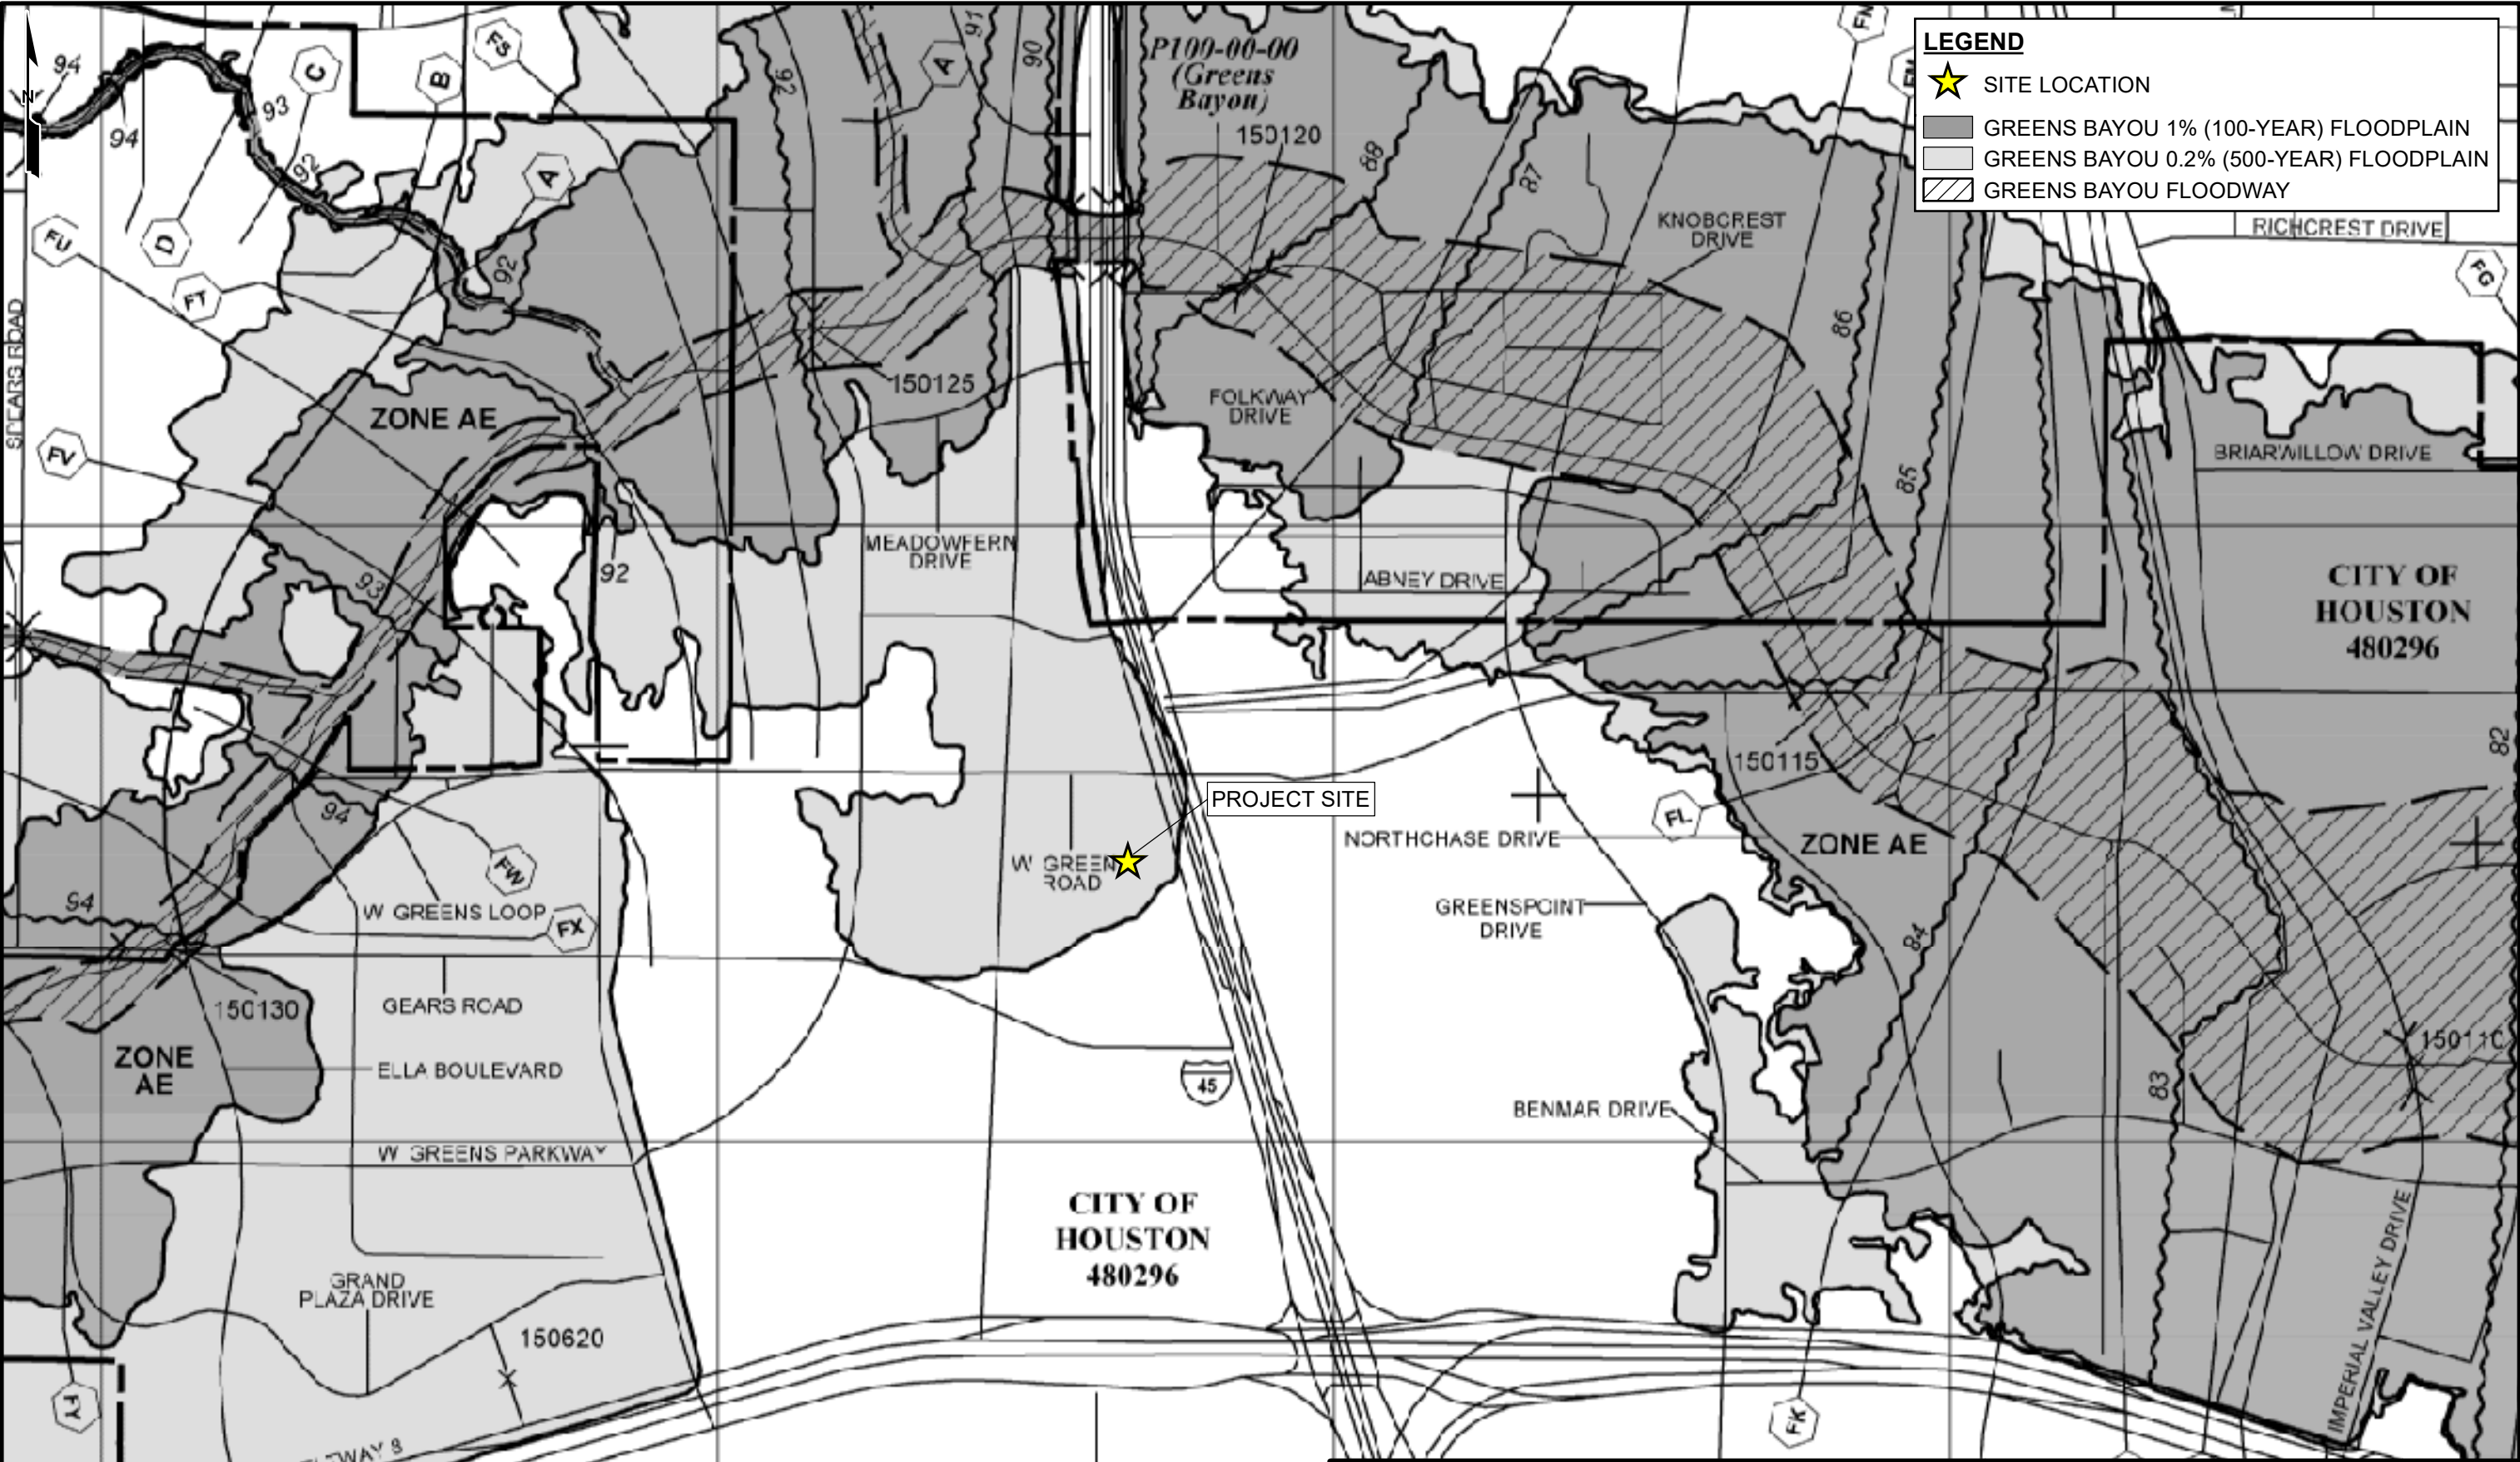 LEGEND
SITE LOCATION
GREENS BAYOU 1% (100-YEAR) FLOODPLAIN
GREENS BAYOU 0.2% (500-YEAR) FLOODPLAIN
GREENS BAYOU FLOODWAY
N
94
94
93
92
C
B
FS
A
D
FU
FT
92
92
91
90
A
P100-00-00
(Greens
Bayou)
150120
88
87
KNOBCREST
DRIVE
FN
RICHCREST DRIVE
FG
86
85
SPEARS ROAD
FV
ZONE AE
150125
FOLKWAY
DRIVE
BRIARWILLOW DRIVE
MEADOWFERN
DRIVE
92
93
ABNEY DRIVE
CITY OF
HOUSTON
480296
82
150115
PROJECT SITE
FL
NORTHCHASE DRIVE
ZONE AE
94
FW
W GREEN
ROAD
94
W GREENS LOOP
FX
GREENSPOINT
DRIVE
84
GEARS ROAD
150130
ZONE
AE
ELLA BOULEVARD
45
83
BENMAR DRIVE
W GREENS PARKWAY
CITY OF
HOUSTON
480296
GRAND
PLAZA DRIVE
150620
IMPERIAL VALLEY DRIVE
FY
FK